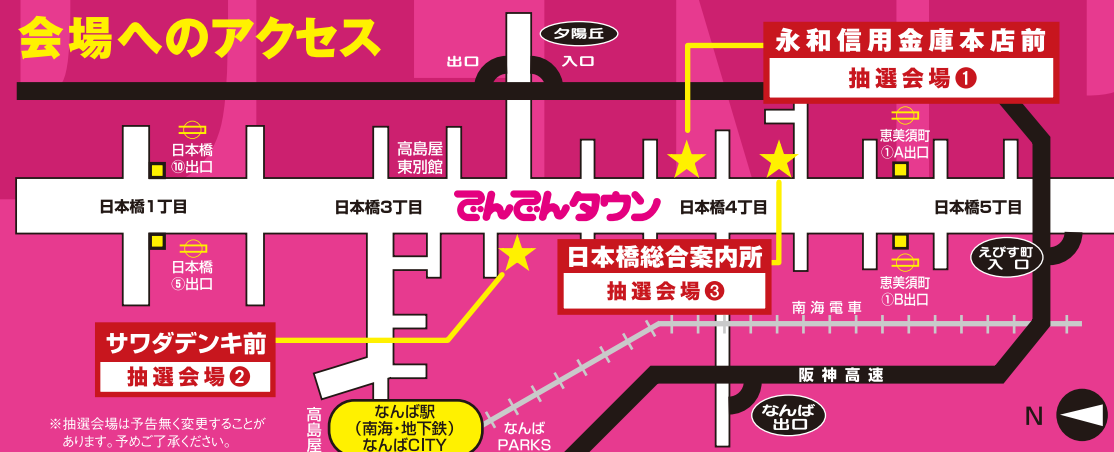 会場へのアクセス
夕陽丘
出口
入口
永和信用金庫本店前
抽選会場❶
日本橋
⑩出口
高島屋
東別館
恵美須町
①A出口
日本橋1丁目
日本橋3丁目
でんでんタウン
日本橋4丁目
日本橋5丁目
日本橋
⑤出口
日本橋総合案内所
抽選会場❸
えびす町
入口
恵美須町
①B出口
南海電車
サワダデンキ前
抽選会場❷
阪神高速
※抽選会場は予告無く変更することが
あります。予めご了承ください。
高島屋
なんば駅
(南海・地下鉄)
なんばCITY
なんば
PARKS
なんば
出口
N